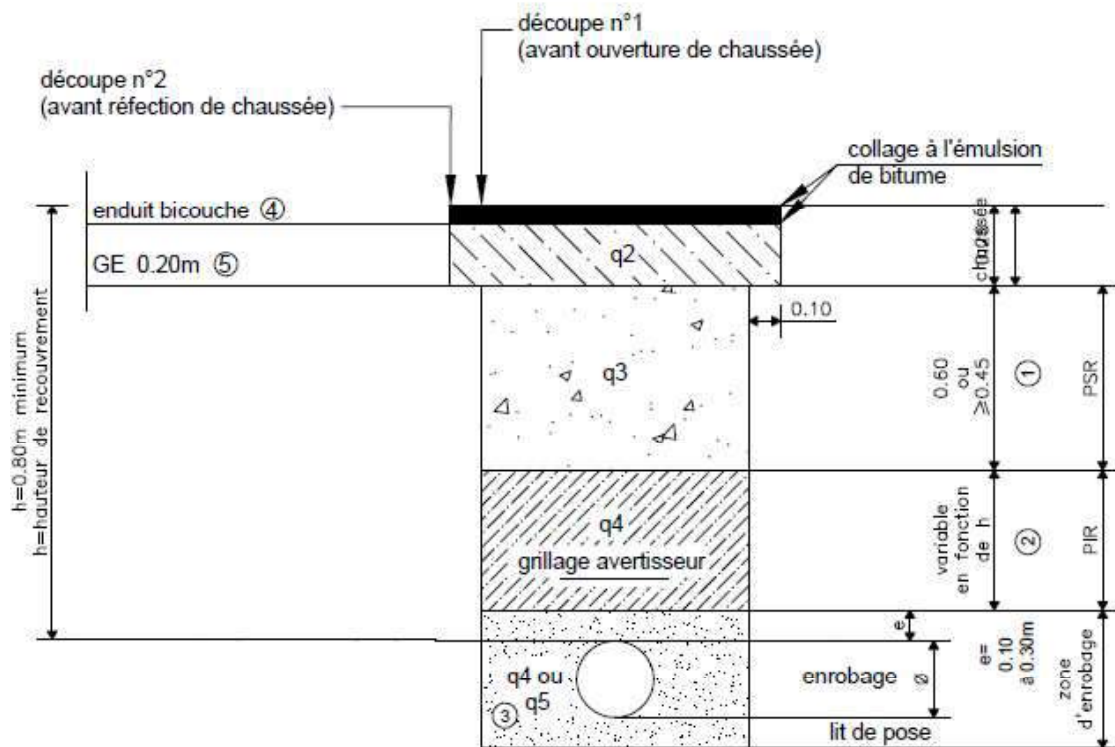 découpe n°1
(avant ouverture de chaussée)
découpe n°2
(avant réfection de chaussée)
collage à l'émulsion
de bitume
enduit bicouche ④
GE 0.20m ⑤
q2
chaussée
0.10
h=0.80m minimum
h=hauteur de recouvrement
q3
0.60
ou
≥0.45
①
PSR
q4
grillage avertisseur
variable
en fonction
de h
②
PIR
e
q4 ou
q5
③
enrobage
Ø
e=
0.10
à 0.30m
zone
d'enrobage
lit de pose